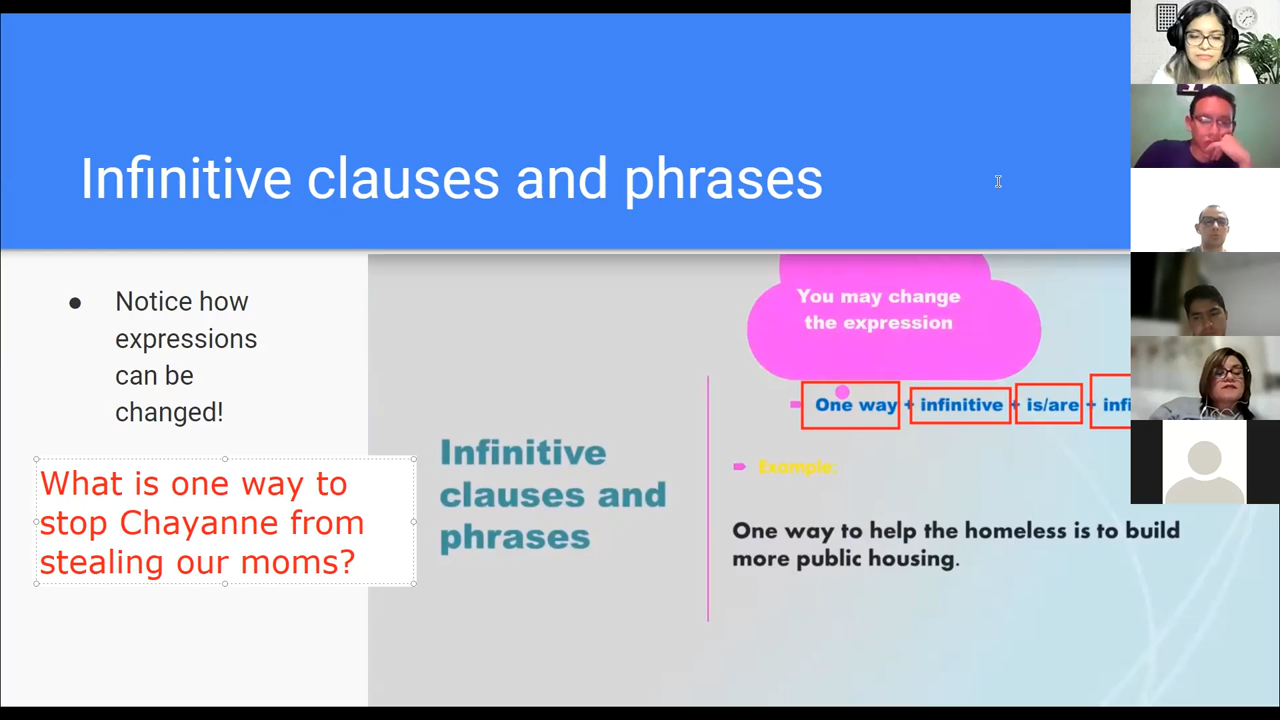 Infinitive clauses and phrases
Notice how
expressions
can be
changed!
What is one way to
stop Chayanne from
stealing our moms?
Infinitive
clauses and
phrases
You may change
the expression
One way + infinitive + is/are + infi
Example:
One way to help the homeless is to build
more public housing.